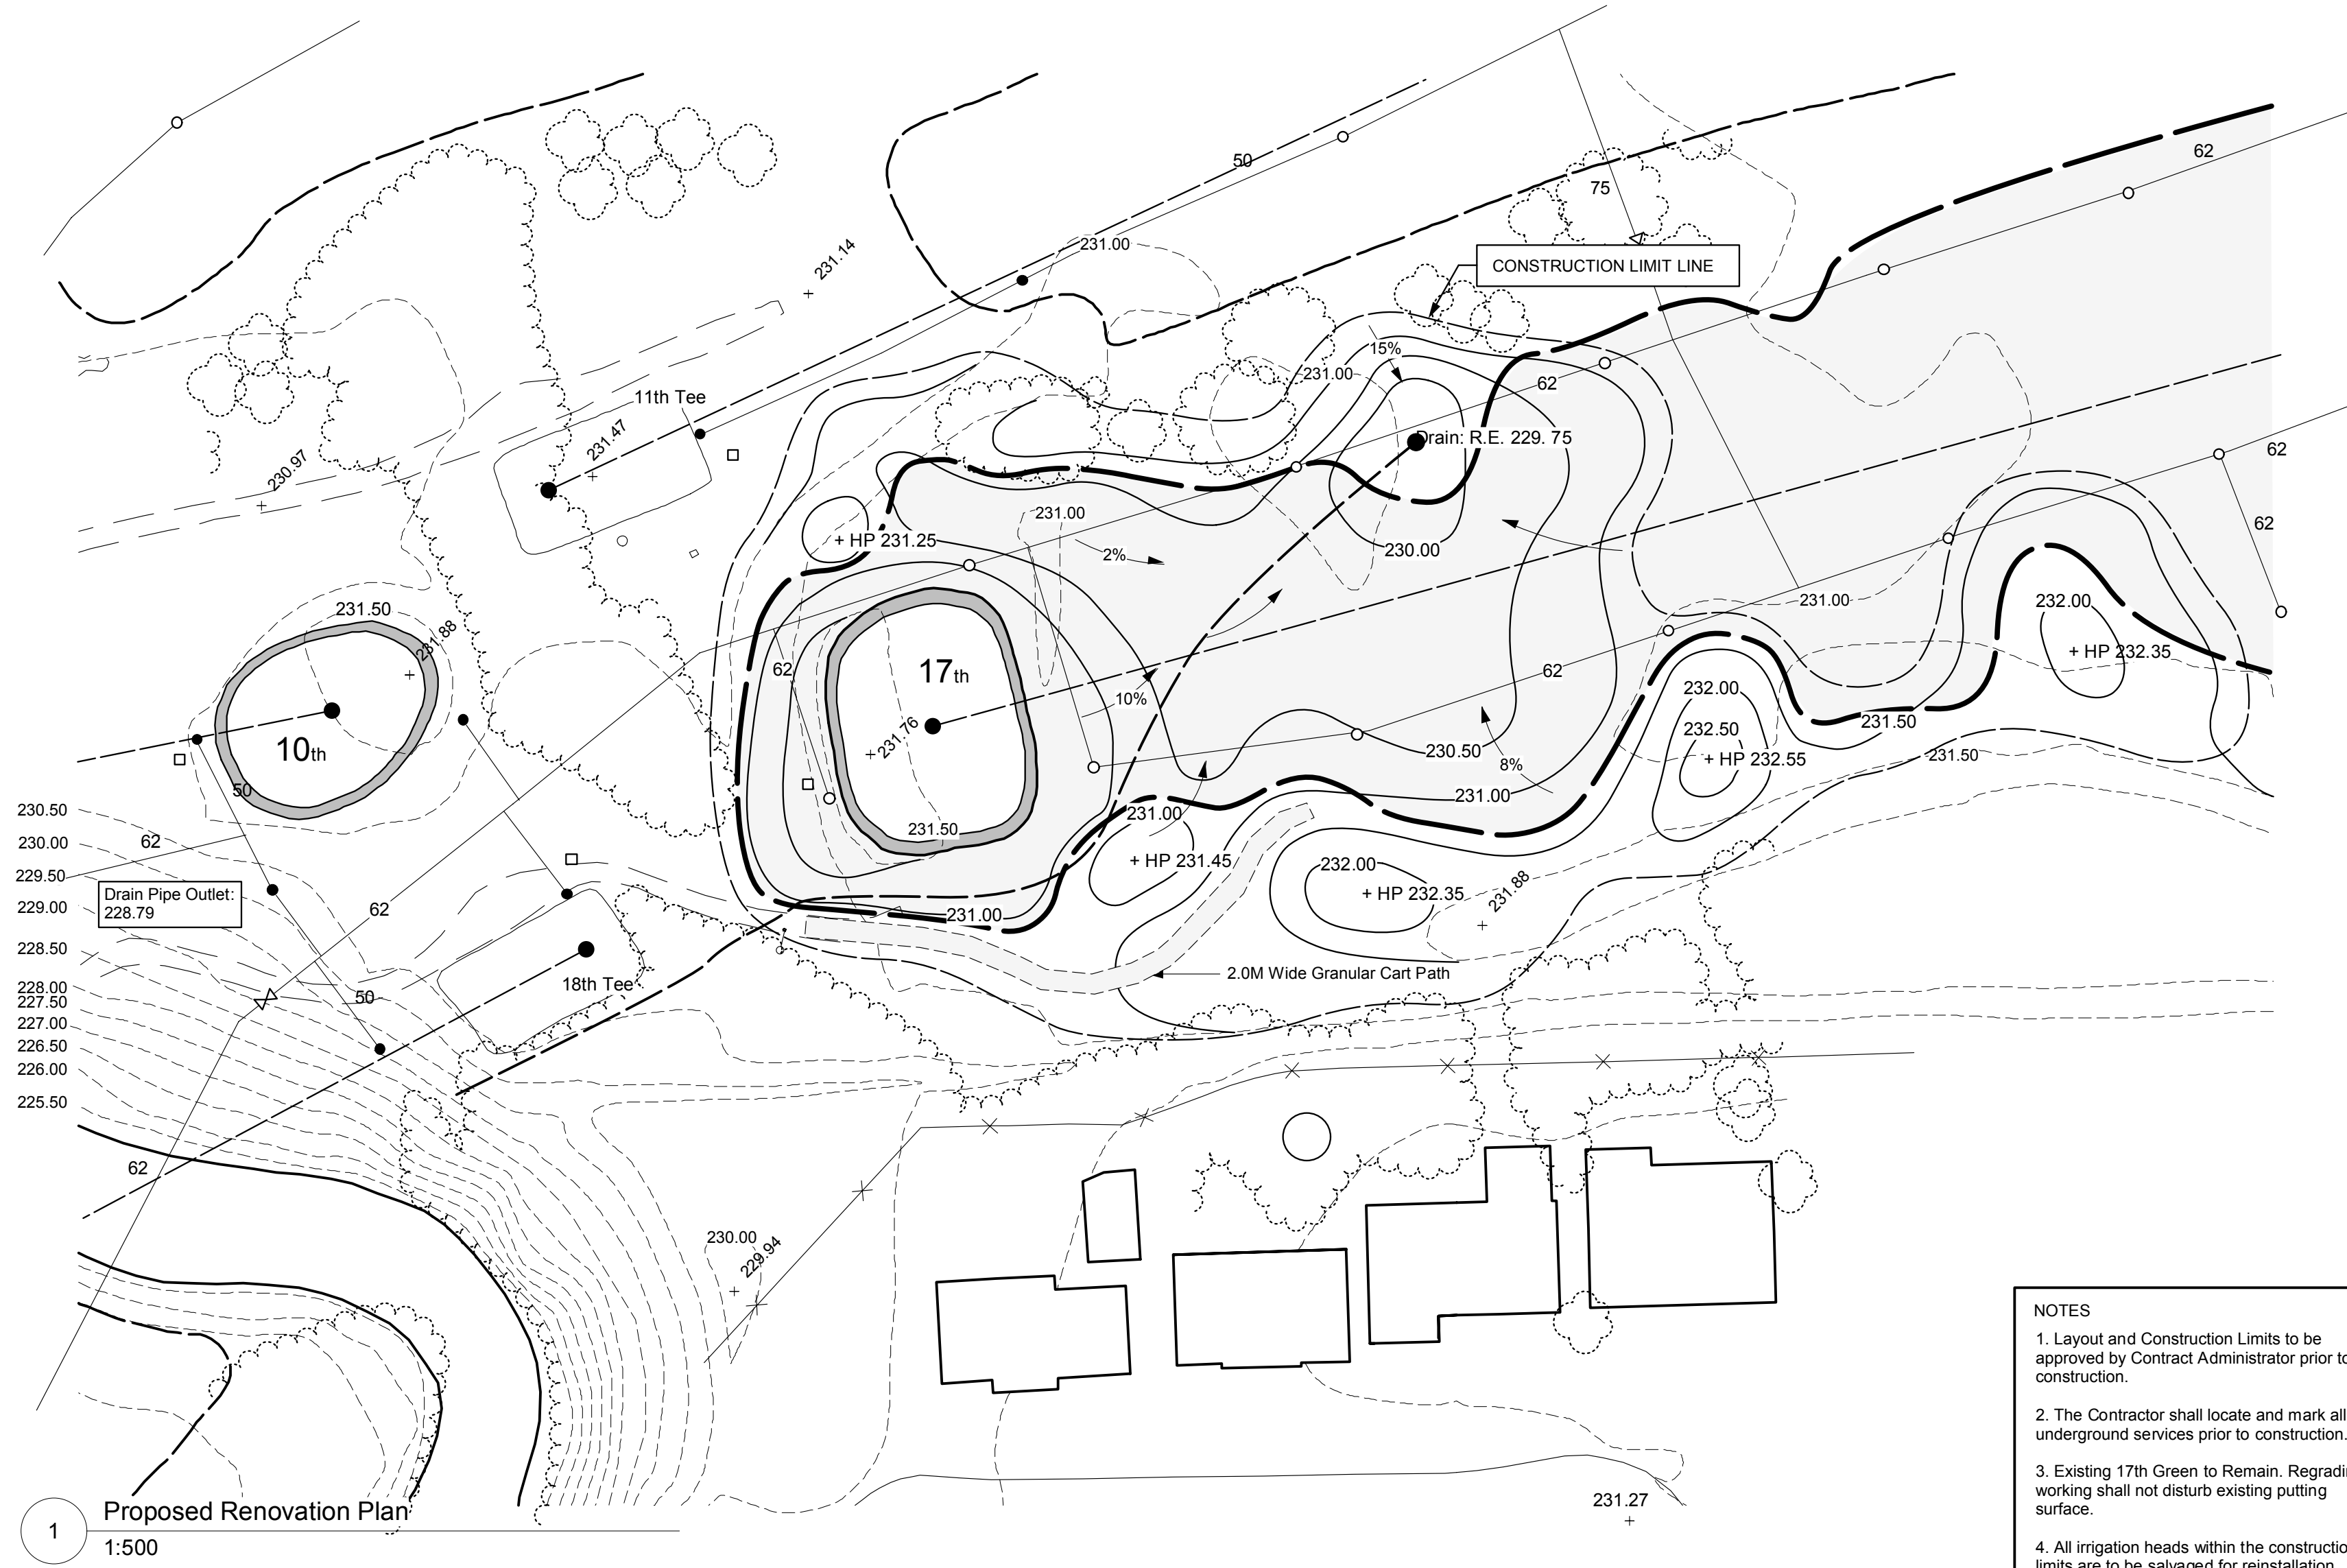 50
62
75
231.14
231.00
CONSTRUCTION LIMIT LINE
15%
231.00
62
11th Tee
231.47
Drain: R.E. 229. 75
62
230.97
231.00
62
+ HP 231.25
2%
230.00
231.50
231.88
231.00
232.00
17th
62
+ HP 232.35
62
10%
232.00
231.76
231.50
10th
232.50
230.50
231.50
+ HP 232.55
8%
50
231.00
230.50
231.00
231.50
62
230.00
+ HP 231.45
232.00
229.50
Drain Pipe Outlet:
228.79
231.88
+ HP 232.35
229.00
62
231.00
228.50
2.0M Wide Granular Cart Path
18th Tee
228.00
50
227.50
227.00
226.50
226.00
225.50
62
230.00
229.94
NOTES
1. Layout and Construction Limits to be
approved by Contract Administrator prior to
construction.
2. The Contractor shall locate and mark all
underground services prior to construction.
3. Existing 17th Green to Remain.
working shall not disturb existing putting
surface.
4. All irrigation heads within the
limits are to be salvaged for reinstallation
231.27
1
Proposed Renovation Plan
1:500